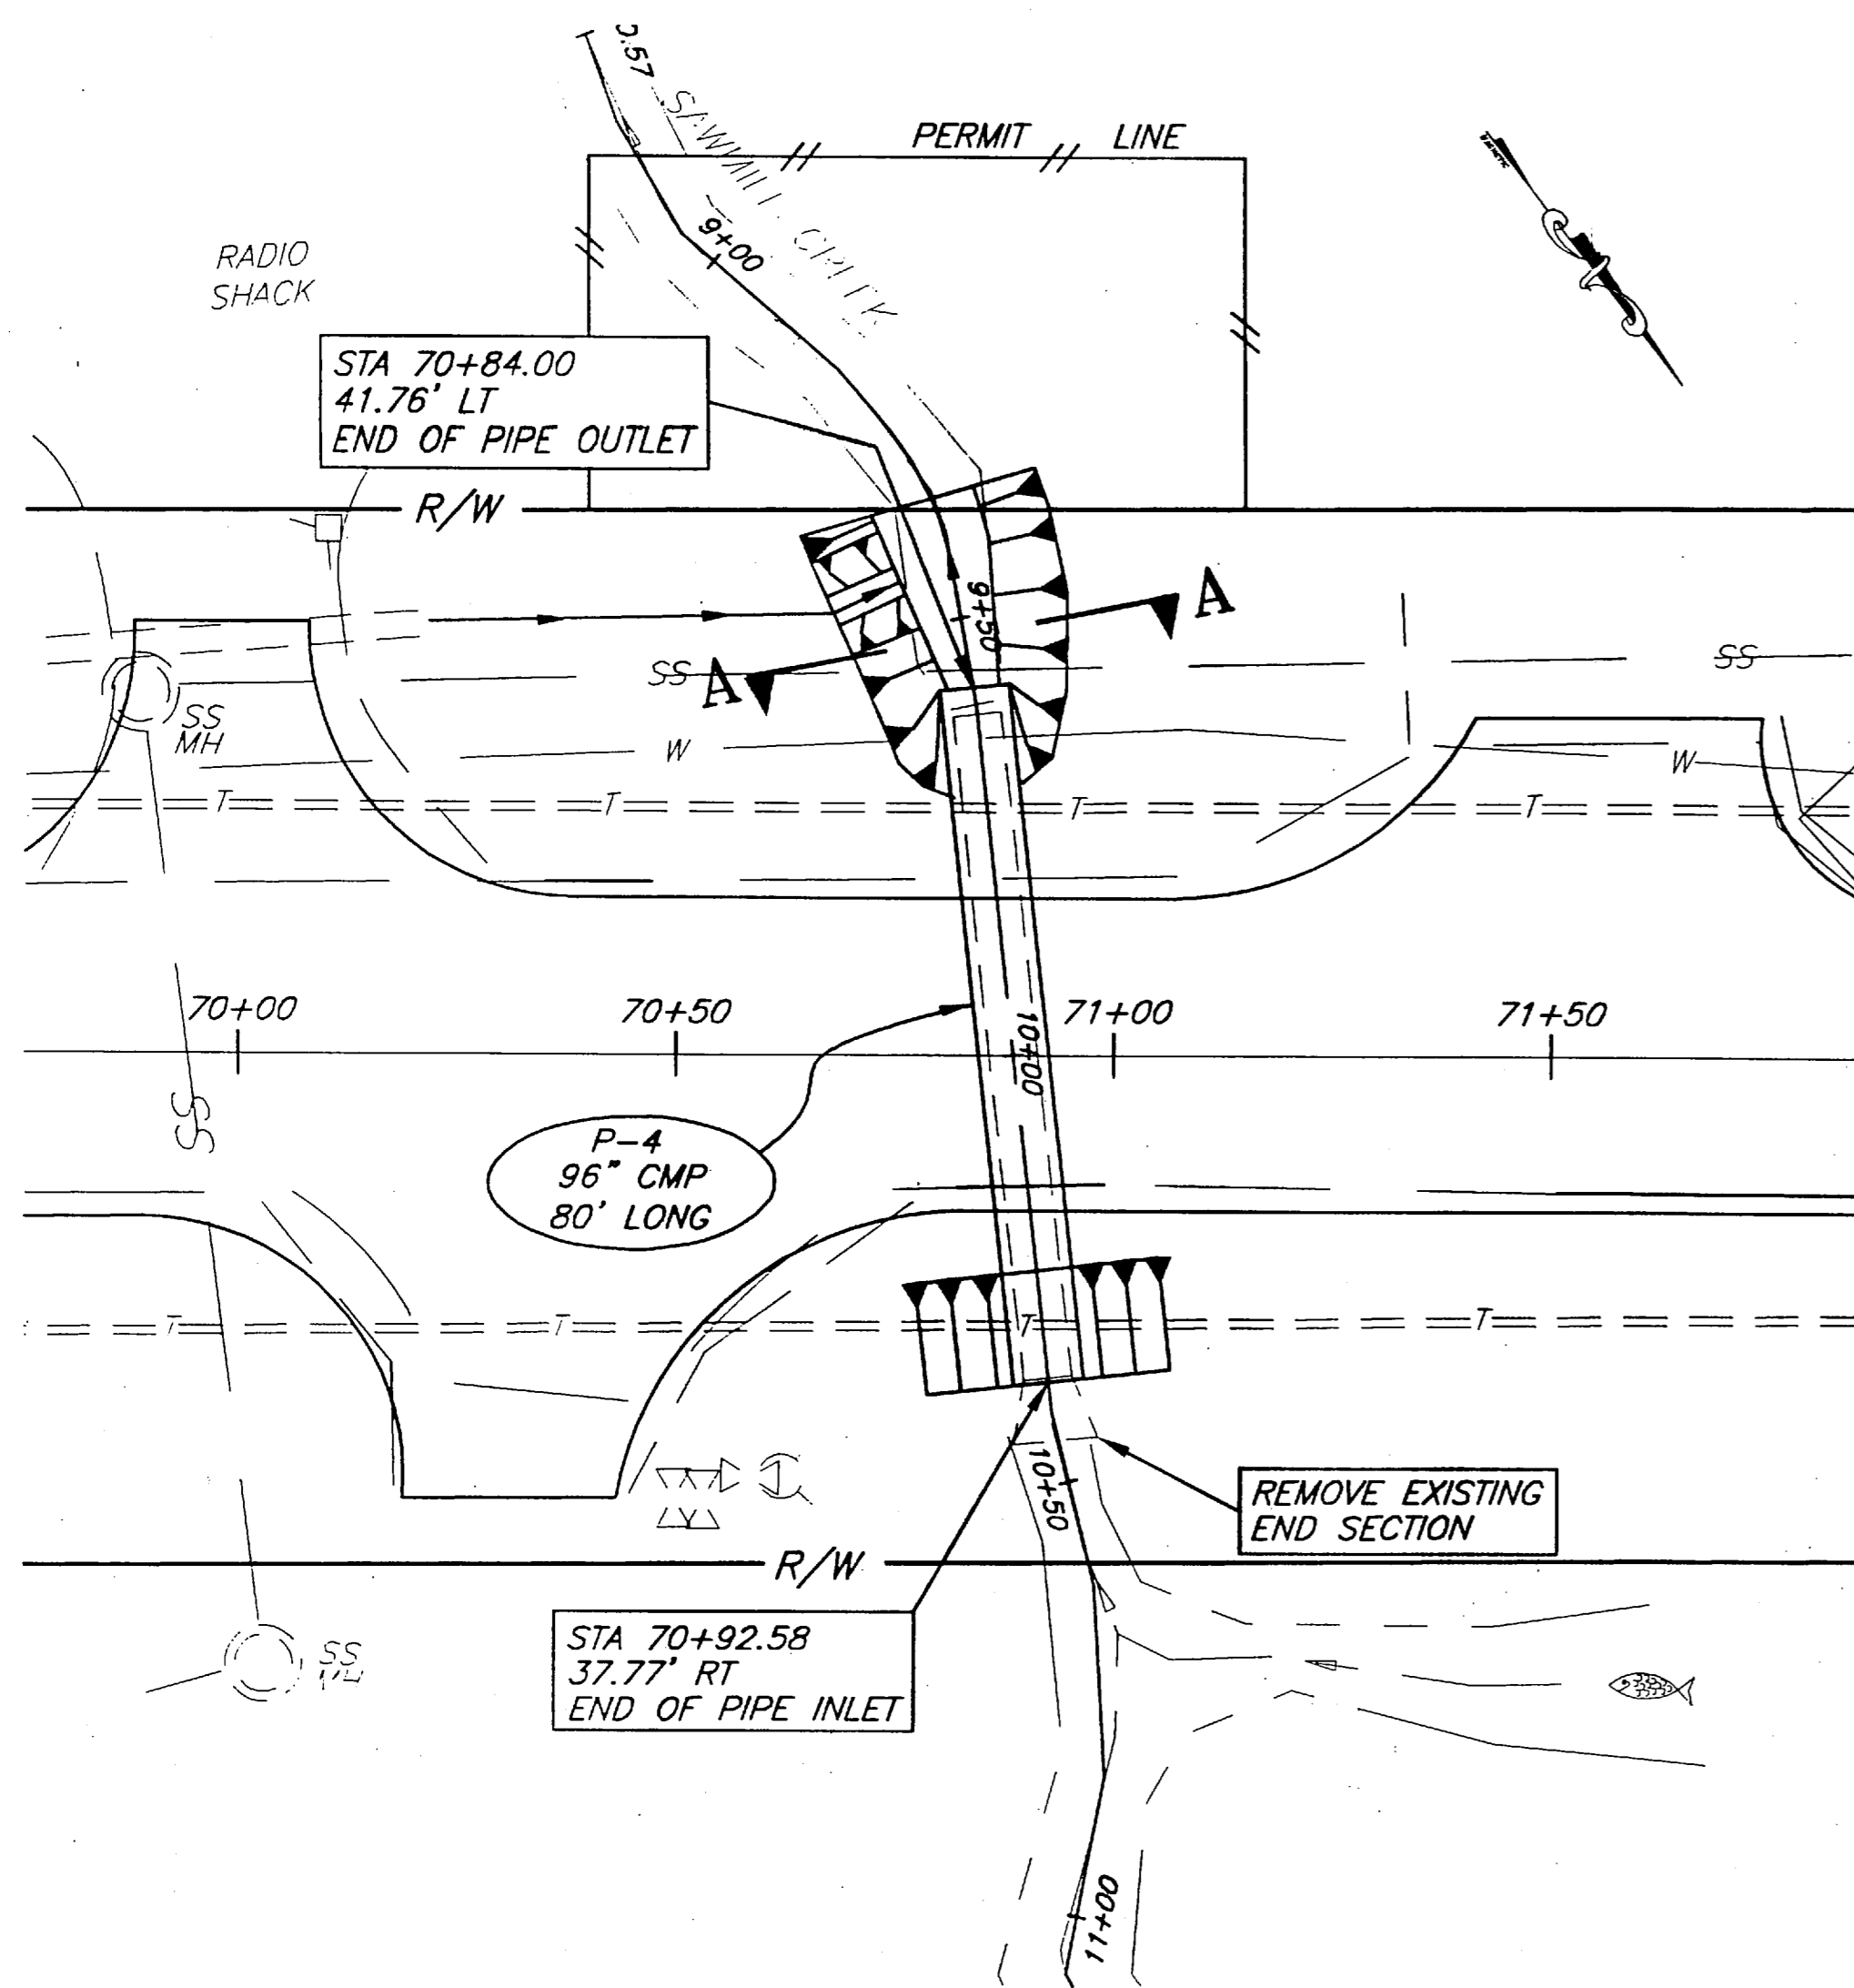 PERMIT LINE
9+00
RADIO
SHACK
STA 70+84.00
41.76' LT
END OF PIPE OUTLET
R/W
9+50
A
A
SS
SS
SS
MH
W
W
T
T
T
T
70+00
70+50
71+00
71+50
10+00
SS
P-4
96" CMP
80' LONG
T
T
T
T
10+50
REMOVE EXISTING
END SECTION
R/W
STA 70+92.58
37.77' RT
END OF PIPE INLET
SS
11+00